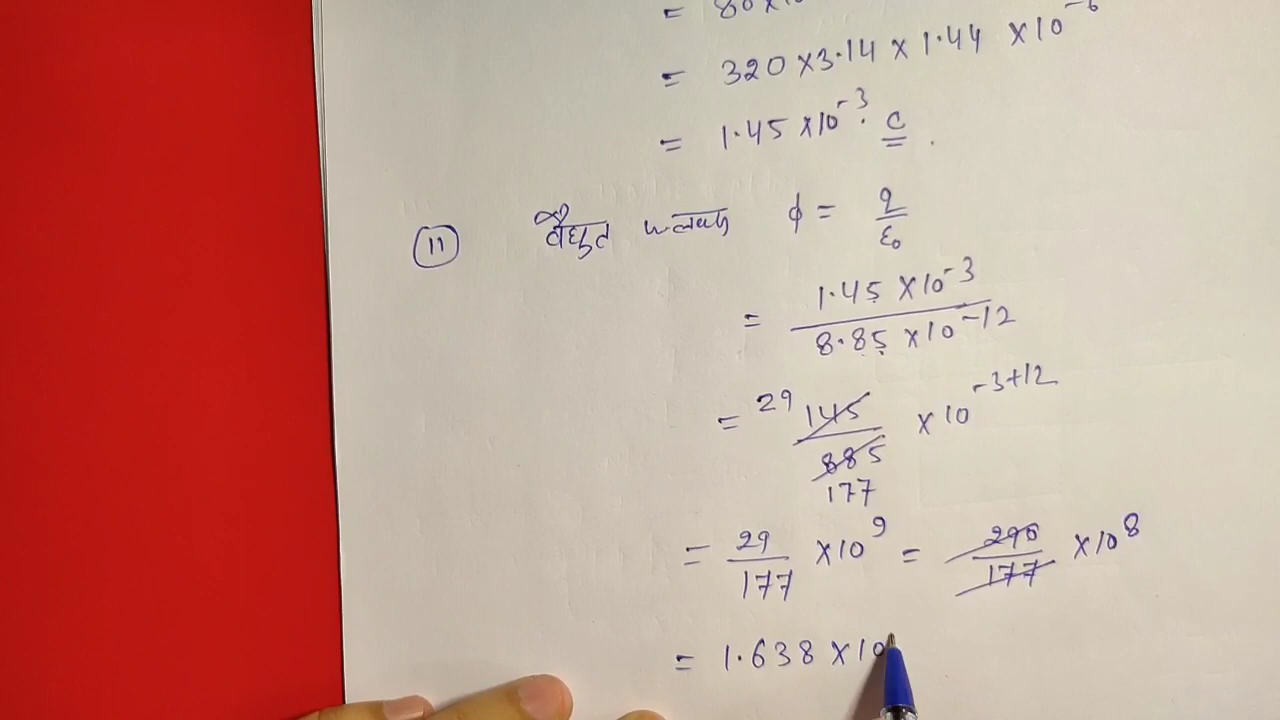 = 80×10
= 320 × 3.14 × 1.44 × 10⁻⁶
= 1.45 × 10⁻³ C
(11) वैद्युत फ्लक्स ϕ = q/ε₀
= 1.45 × 10⁻³ / 8.85 × 10⁻¹²
= 29 145/885 177 × 10⁻³⁺¹²
= 29/177 × 10⁹ = 290/177 × 10⁸
= 1.638 × 10